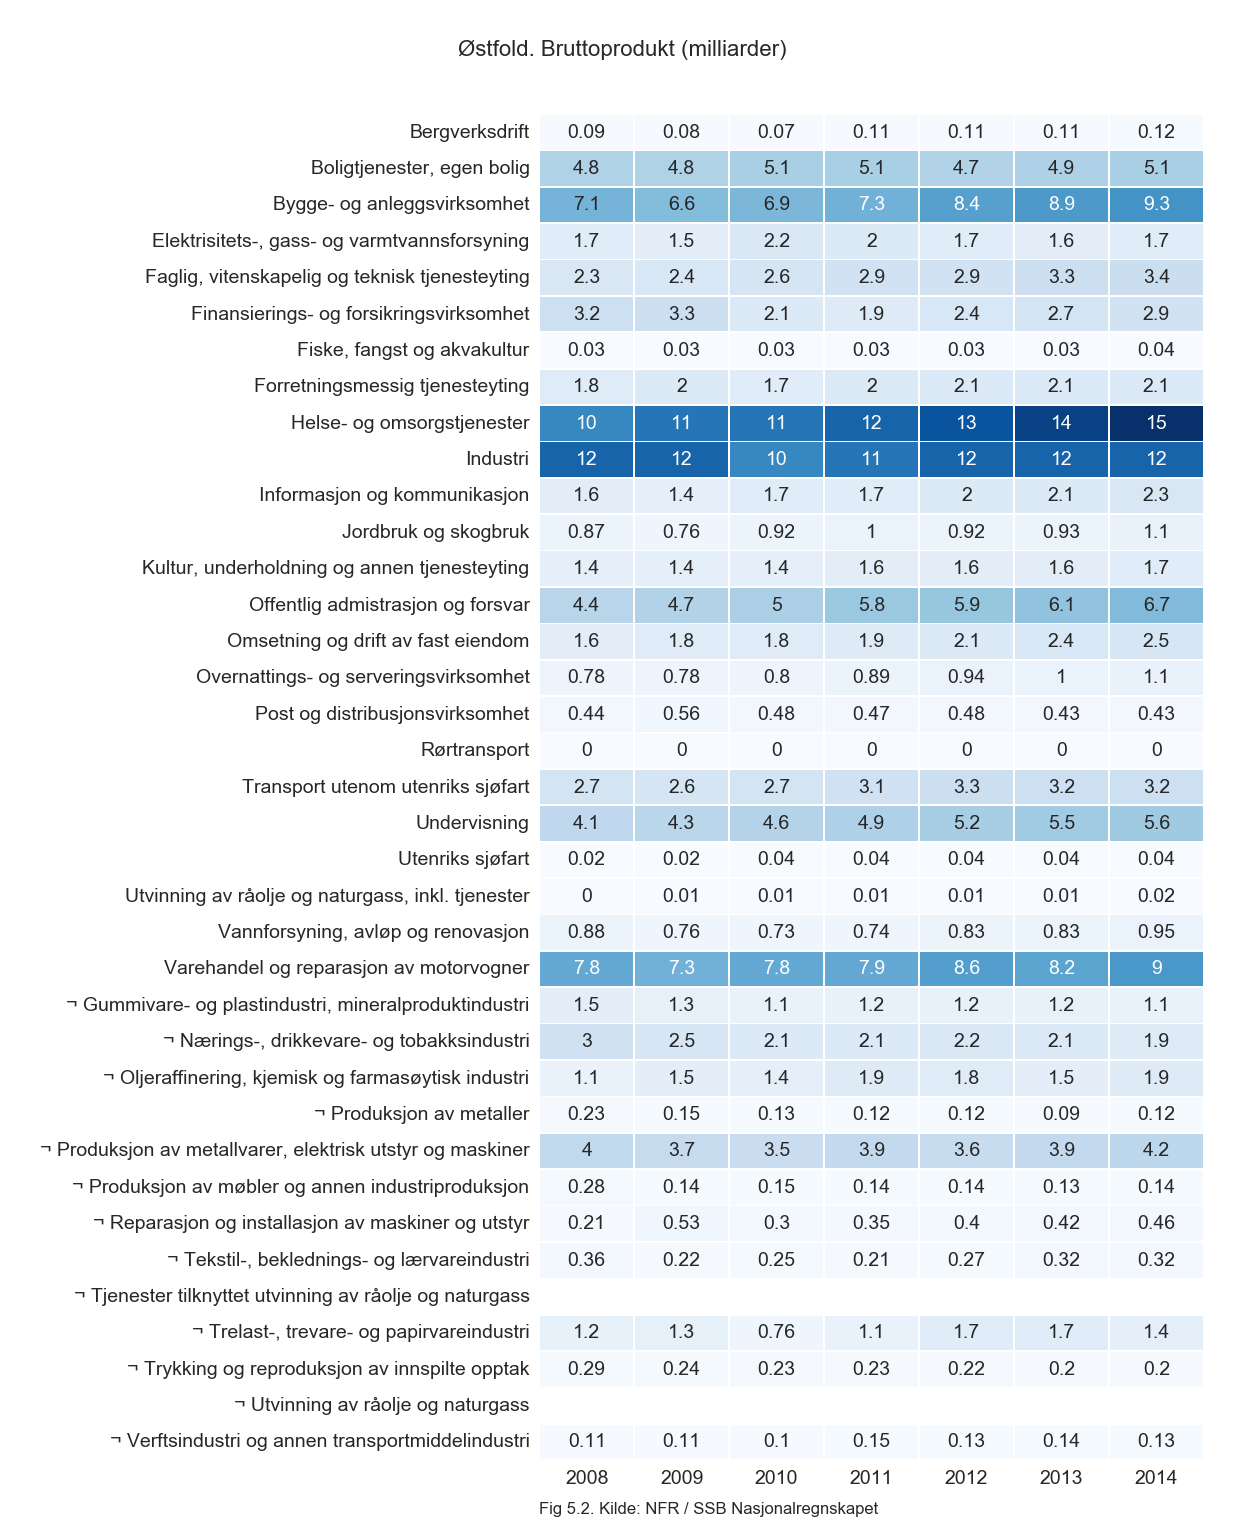 Østfold. Bruttoprodukt (milliarder)
Bergverksdrift 0.09 0.08 0.07 0.11 0.11 0.11 0.12
Boligtjenester, egen bolig 4.8 4.8 5.1 5.1 4.7 4.9 5.1
Bygge- og anleggsvirksomhet 7.1 6.6 6.9 7.3 8.4 8.9 9.3
Elektrisitets-, gass- og varmtvannsforsyning 1.7 1.5 2.2 2 1.7 1.6 1.7
Faglig, vitenskapelig og teknisk tjenesteyting 2.3 2.4 2.6 2.9 2.9 3.3 3.4
Finansierings- og forsikringsvirksomhet 3.2 3.3 2.1 1.9 2.4 2.7 2.9
Fiske, fangst og akvakultur 0.03 0.03 0.03 0.03 0.03 0.03 0.04
Forretningsmessig tjenesteyting 1.8 2 1.7 2 2.1 2.1 2.1
Helse- og omsorgstjenester 10 11 11 12 13 14 15
Industri 12 12 10 11 12 12 12
Informasjon og kommunikasjon 1.6 1.4 1.7 1.7 2 2.1 2.3
Jordbruk og skogbruk 0.87 0.76 0.92 1 0.92 0.93 1.1
Kultur, underholdning og annen tjenesteyting 1.4 1.4 1.4 1.6 1.6 1.6 1.7
Offentlig admistrasjon og forsvar 4.4 4.7 5 5.8 5.9 6.1 6.7
Omsetning og drift av fast eiendom 1.6 1.8 1.8 1.9 2.1 2.4 2.5
Overnattings- og serveringsvirksomhet 0.78 0.78 0.8 0.89 0.94 1 1.1
Post og distribusjonsvirksomhet 0.44 0.56 0.48 0.47 0.48 0.43 0.43
Rørtransport 0 0 0 0 0 0 0
Transport utenom utenriks sjøfart 2.7 2.6 2.7 3.1 3.3 3.2 3.2
Undervisning 4.1 4.3 4.6 4.9 5.2 5.5 5.6
Utenriks sjøfart 0.02 0.02 0.04 0.04 0.04 0.04 0.04
Utvinning av råolje og naturgass, inkl. tjenester 0 0.01 0.01 0.01 0.01 0.01 0.02
Vannforsyning, avløp og renovasjon 0.88 0.76 0.73 0.74 0.83 0.83 0.95
Varehandel og reparasjon av motorvogner 7.8 7.3 7.8 7.9 8.6 8.2 9
¬ Gummivare- og plastindustri, mineralproduktindustri 1.5 1.3 1.1 1.2 1.2 1.2 1.1
¬ Nærings-, drikkevare- og tobakksindustri 3 2.5 2.1 2.1 2.2 2.1 1.9
¬ Oljeraffinering, kjemisk og farmasøytisk industri 1.1 1.5 1.4 1.9 1.8 1.5 1.9
¬ Produksjon av metaller 0.23 0.15 0.13 0.12 0.12 0.09 0.12
¬ Produksjon av metallvarer, elektrisk utstyr og maskiner 4 3.7 3.5 3.9 3.6 3.9 4.2
¬ Produksjon av møbler og annen industriproduksjon 0.28 0.14 0.15 0.14 0.14 0.13 0.14
¬ Reparasjon og installasjon av maskiner og utstyr 0.21 0.53 0.3 0.35 0.4 0.42 0.46
¬ Tekstil-, beklednings- og lærvareindustri 0.36 0.22 0.25 0.21 0.27 0.32 0.32
¬ Tjenester tilknyttet utvinning av råolje og naturgass
¬ Trelast-, trevare- og papirvareindustri 1.2 1.3 0.76 1.1 1.7 1.7 1.4
¬ Trykking og reproduksjon av innspilte opptak 0.29 0.24 0.23 0.23 0.22 0.2 0.2
¬ Utvinning av råolje og naturgass
¬ Verftsindustri og annen transportmiddelindustri 0.11 0.11 0.1 0.15 0.13 0.14 0.13
2008 2009 2010 2011 2012 2013 2014
Fig 5.2. Kilde: NFR / SSB Nasjonalregnskapet